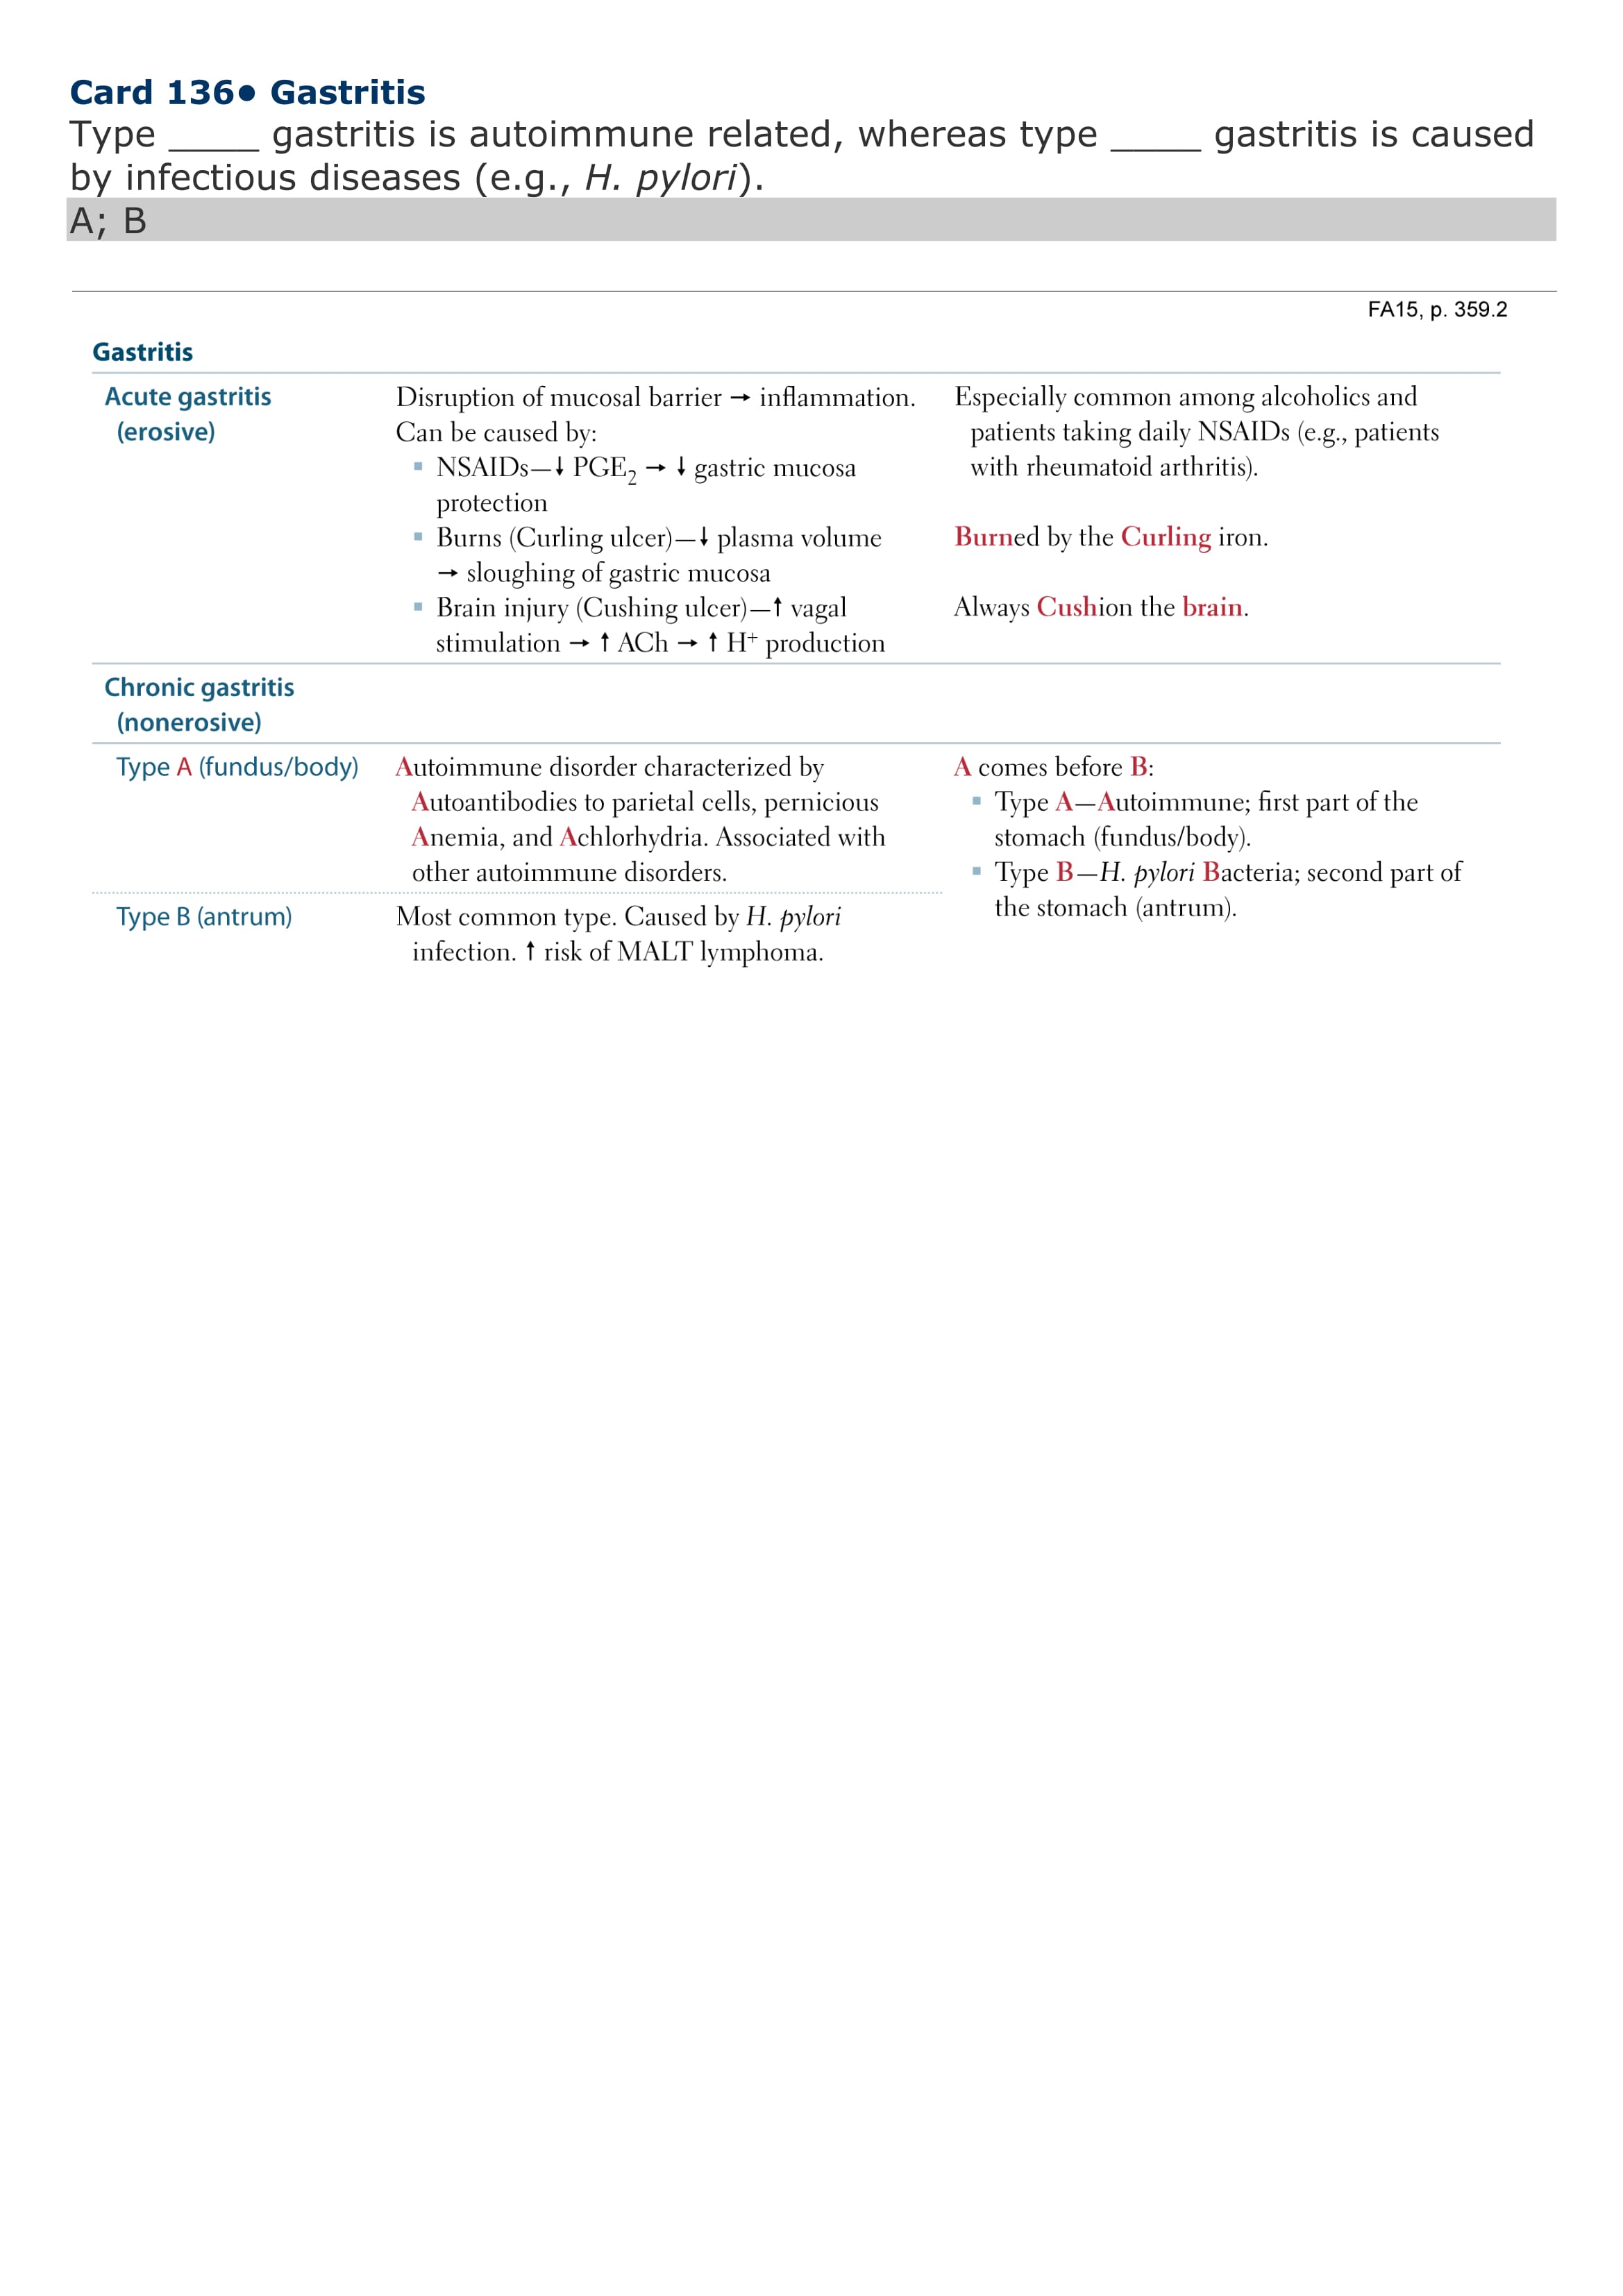 Card 136• Gastritis
Type _____ gastritis is autoimmune related, whereas type _____ gastritis is caused
by infectious diseases (e.g., H. pylori).
A; B
FA15, p. 359.2
Gastritis
Acute gastritis
(erosive)
Disruption of mucosal barrier → inflammation.
Can be caused by:
▪ NSAIDs—↓ PGE₂ → ↓ gastric mucosa
protection
▪ Burns (Curling ulcer)—↓ plasma volume
→ sloughing of gastric mucosa
▪ Brain injury (Cushing ulcer)—↑ vagal
stimulation → ↑ ACh → ↑ H⁺ production
Especially common among alcoholics and
patients taking daily NSAIDs (e.g., patients
with rheumatoid arthritis).
Burned by the Curling iron.
Always Cushion the brain.
Chronic gastritis
(nonerosive)
Type A (fundus/body)
Autoimmune disorder characterized by
Autoantibodies to parietal cells, pernicious
Anemia, and Achlorhydria. Associated with
other autoimmune disorders.
A comes before B:
▪ Type A—Autoimmune; first part of the
stomach (fundus/body).
▪ Type B—H. pylori Bacteria; second part of
the stomach (antrum).
Type B (antrum)
Most common type. Caused by H. pylori
infection. ↑ risk of MALT lymphoma.